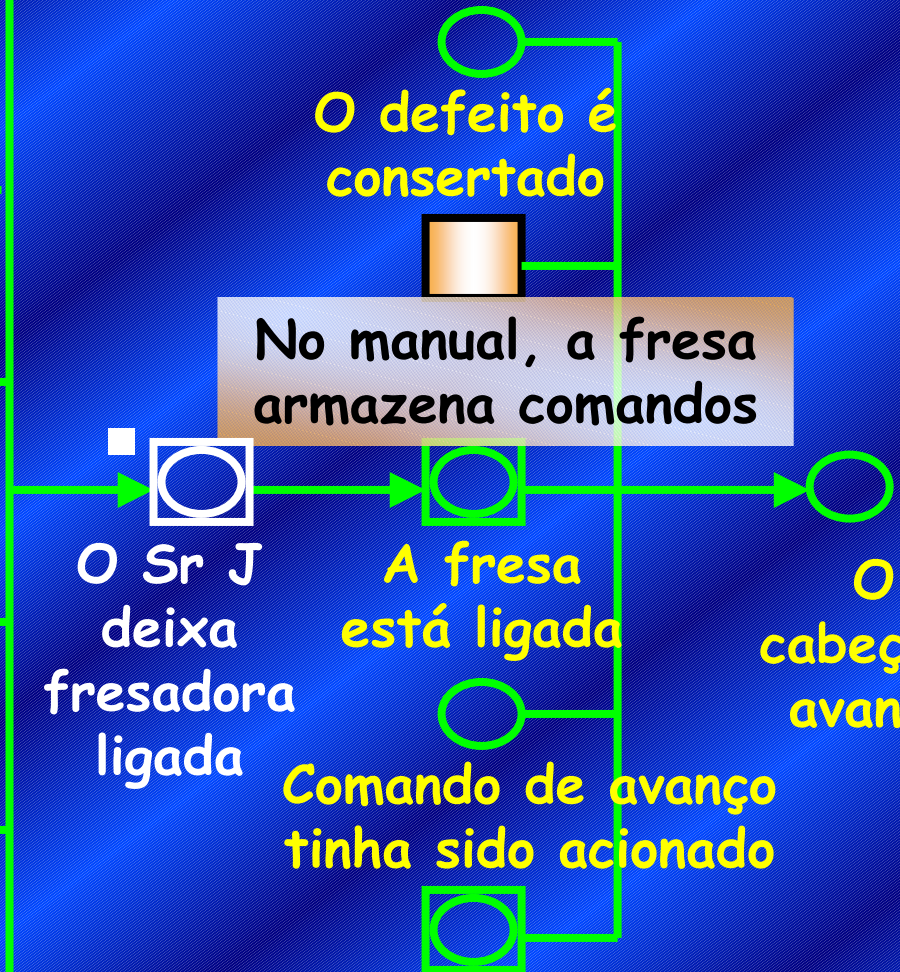 O defeito é
consertado
No manual, a fresa
armazena comandos
O Sr J
deixa
fresadora
ligada
A fresa
está ligada
O
Comando de avanço
tinha sido acionado